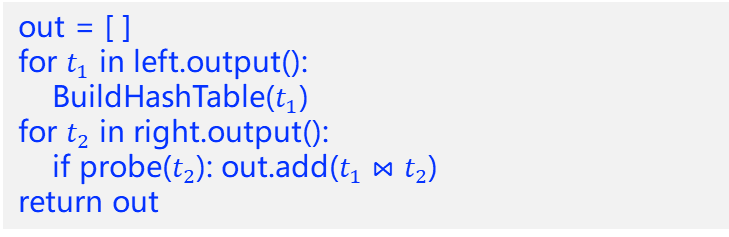 out = [ ]
for t₁ in left.output():
BuildHashTable(t₁)
for t₂ in right.output():
if probe(t₂): out.add(t₁ ⋈ t₂)
return out